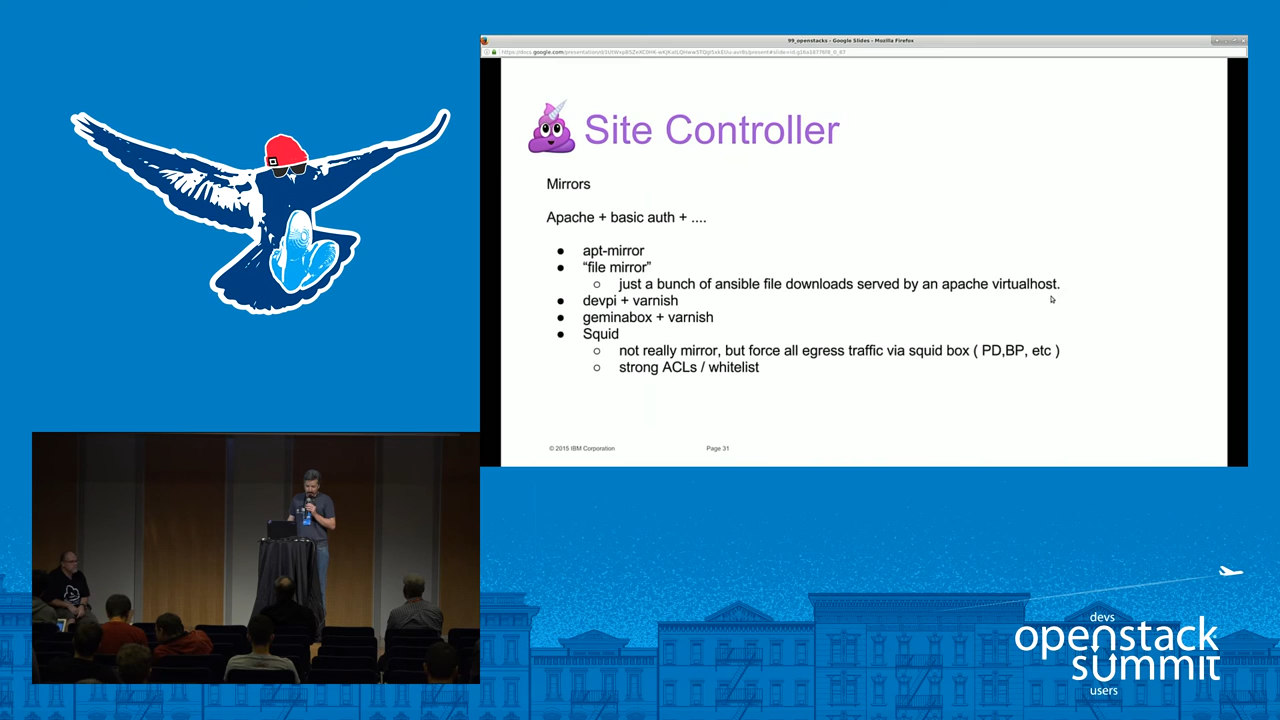 99_openstacks - Google Slides - Mozilla Firefox
Site Controller
Mirrors
Apache + basic auth + ....
● apt-mirror
● “file mirror”
○ just a bunch of ansible file downloads served by an apache virtualhost.
● devpi + varnish
● geminabox + varnish
● Squid
○ not really mirror, but force all egress traffic via squid box ( PD,BP, etc )
○ strong ACLs / whitelist
© 2015 IBM Corporation
Page 31
devs
openstack
summit
users